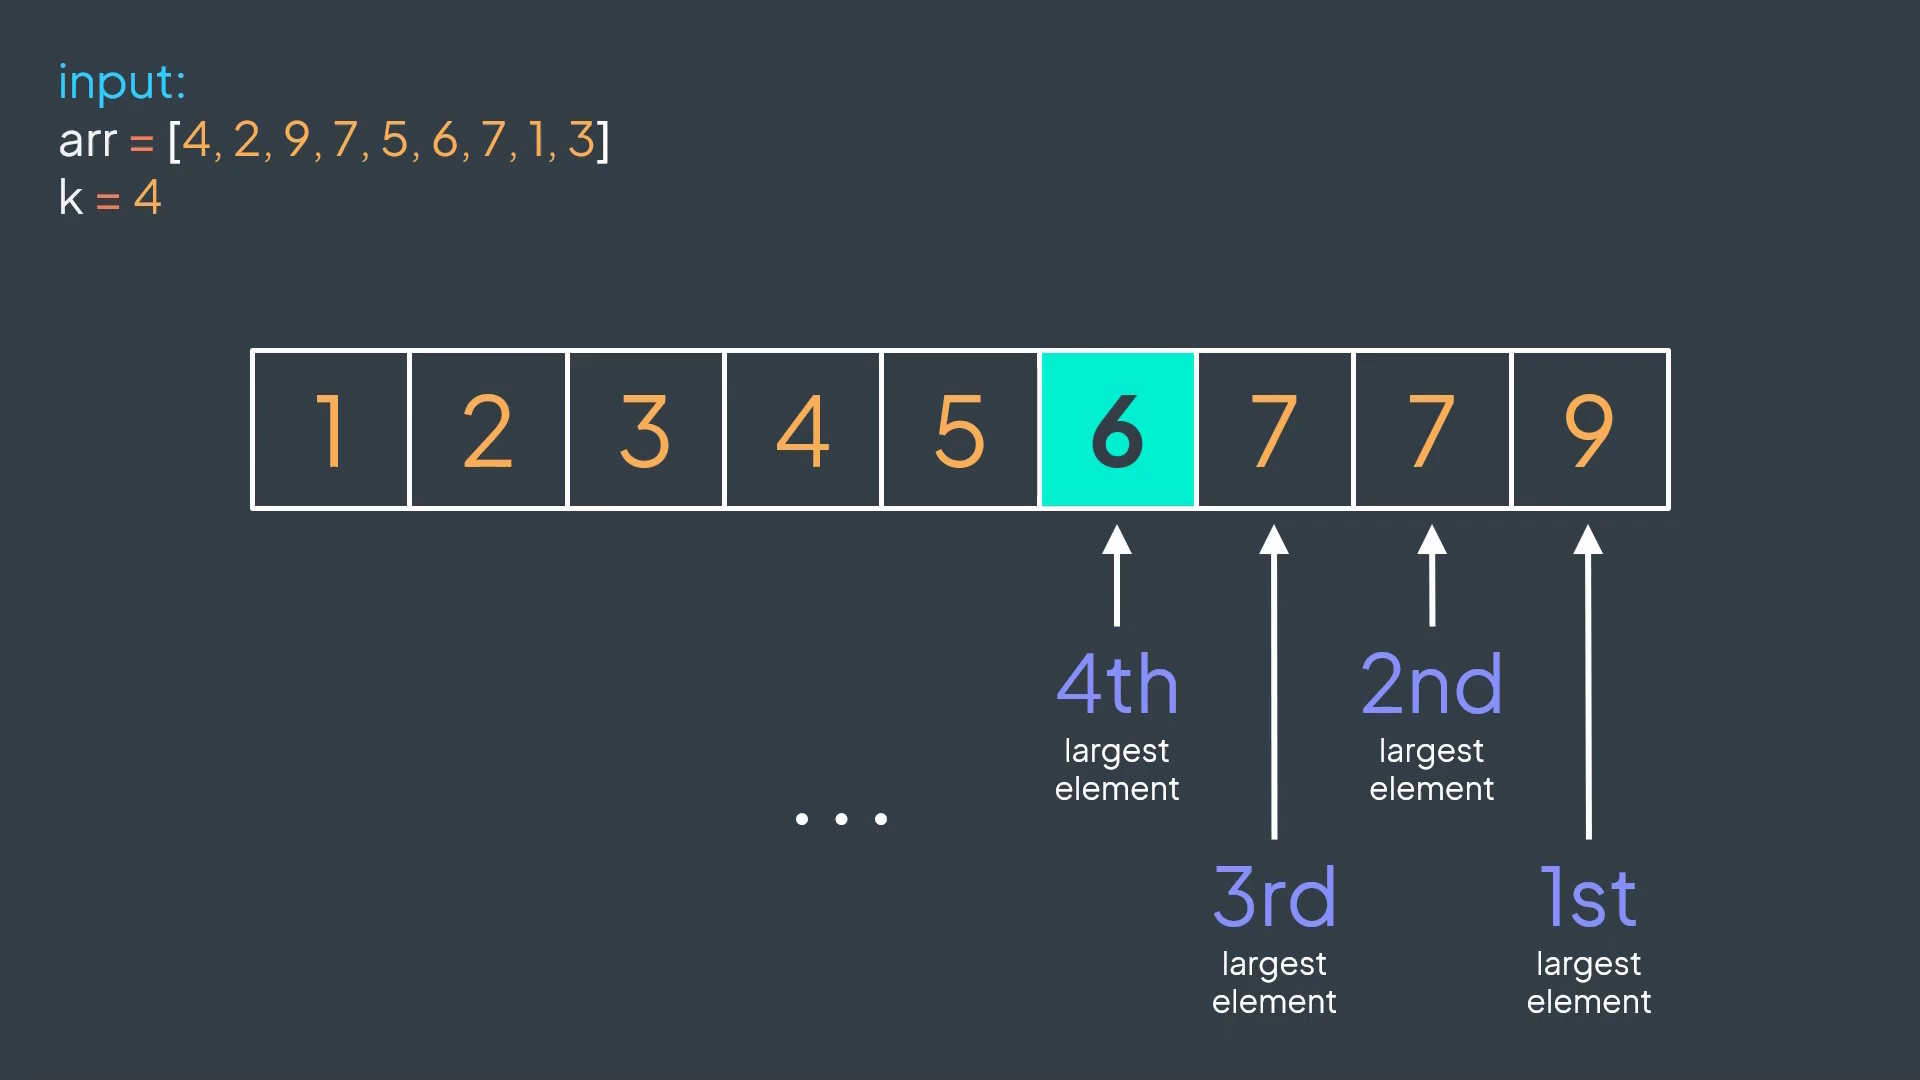 input:
arr = [4, 2, 9, 7, 5, 6, 7, 1, 3]
k = 4
1 2 3 4 5 6 7 7 9
4th
largest
element
2nd
largest
element
...
3rd
largest
element
1st
largest
element